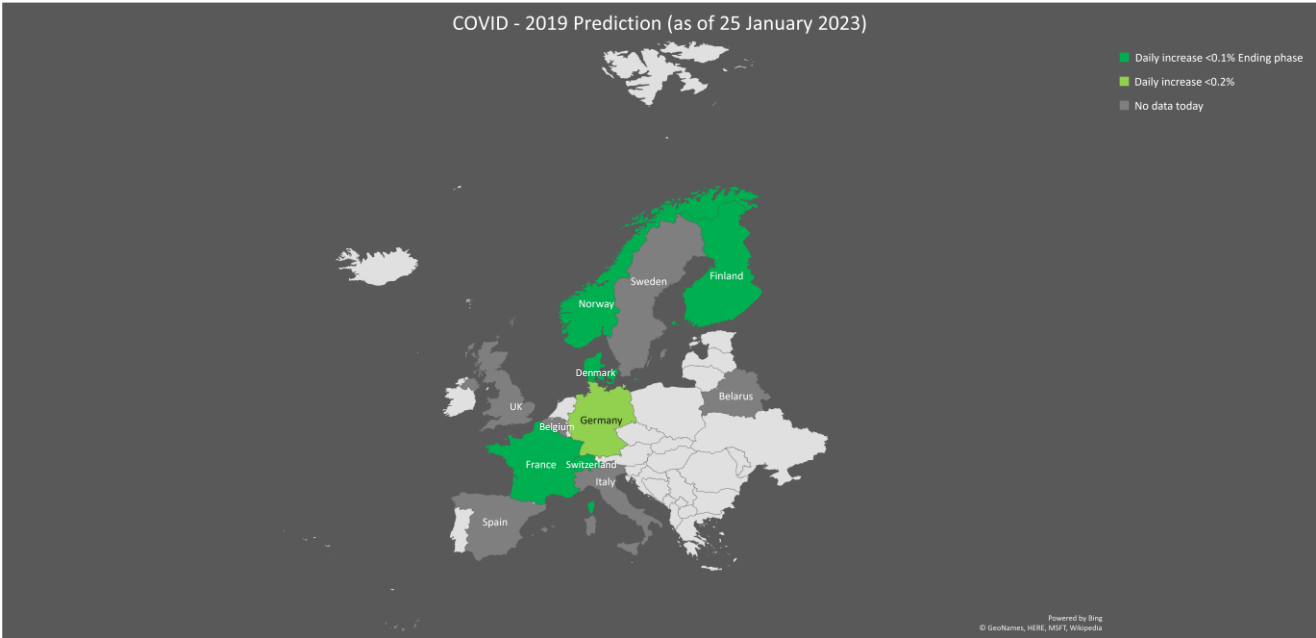 COVID - 2019 Prediction (as of 25 January 2023)
Daily increase <0.1% Ending phase
Daily increase <0.2%
No data today
Finland
Sweden
Norway
Denmark
Belarus
UK
Germany
Belgium
France
Switzerland
Italy
Spain
Powered by Bing
© GeoNames, HERE, MSFT, Wikipedia